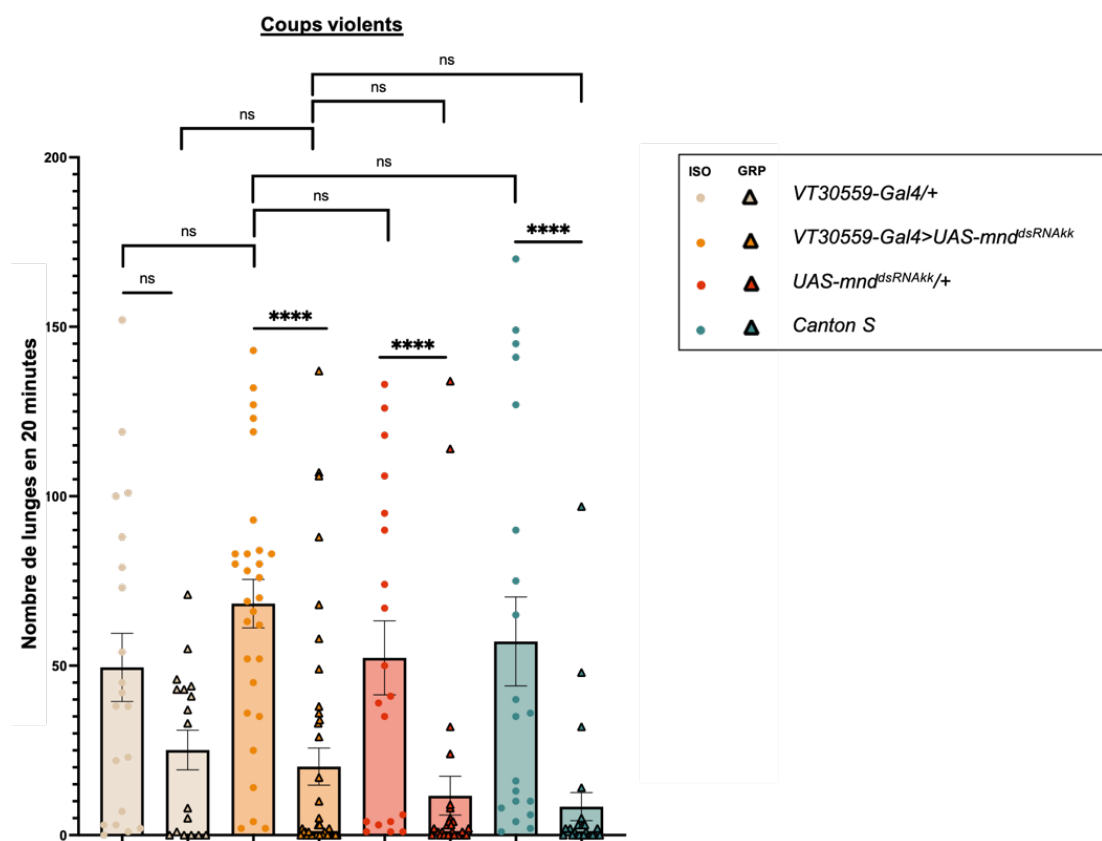 Coups violents
ns
ns
ns
ns
ns
ns
ns
****
****
****
200
150
100
50
0
Nombre de lunges en 20 minutes
ISO GRP
VT30559-Gal4/+
VT30559-Gal4>UAS-mnd^dsRNAkk
UAS-mnd^dsRNAkk/+
Canton S